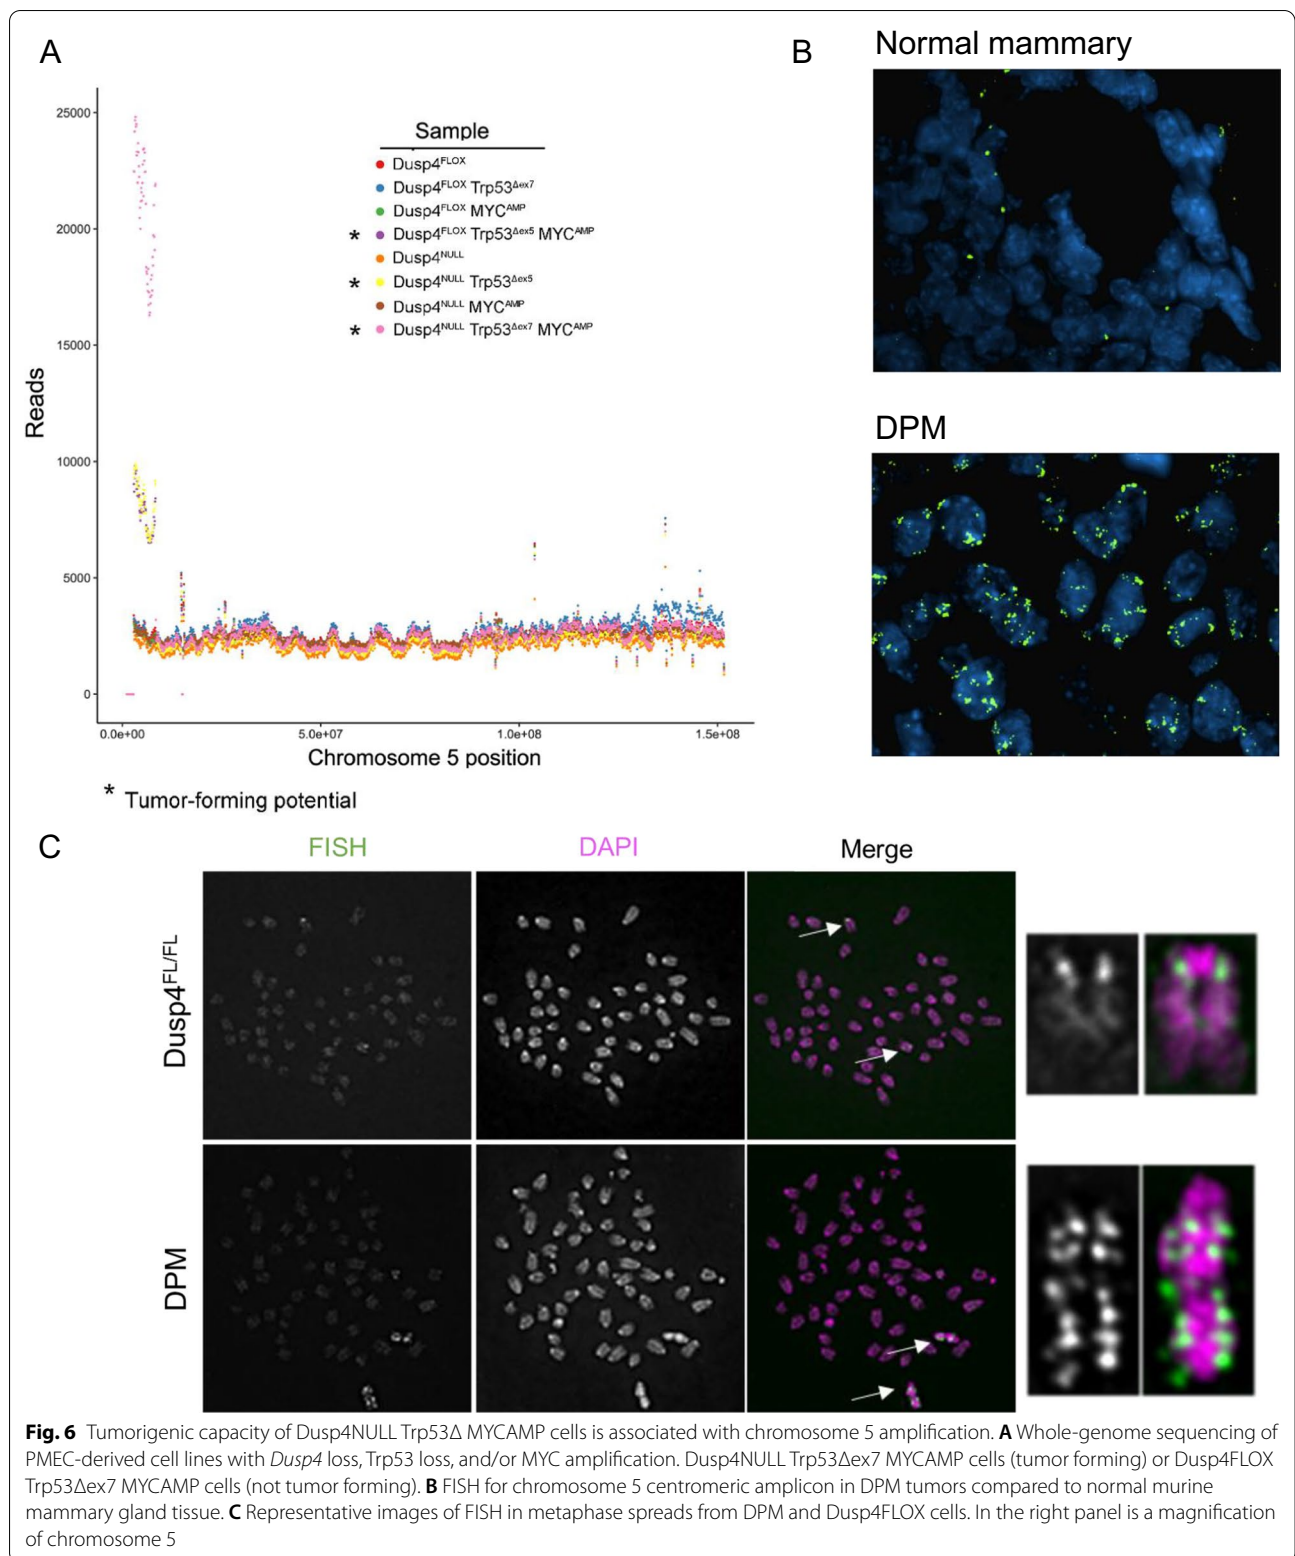 A
B
Normal mammary
25000
20000
15000
10000
5000
0
Reads
Sample
Dusp4FLOX
Dusp4FLOX Trp53Δex7
Dusp4FLOX MYCAMP
* Dusp4FLOX Trp53Δex5 MYCAMP
Dusp4NULL
* Dusp4NULL Trp53Δex5
Dusp4NULL MYCAMP
* Dusp4NULL Trp53Δex7 MYCAMP
0.0e+00 5.0e+07 1.0e+08 1.5e+08
Chromosome 5 position
* Tumor-forming potential
DPM
C
FISH DAPI Merge
Dusp4FL/FL
DPM
Fig. 6 Tumorigenic capacity of Dusp4NULL Trp53Δ MYCAMP cells is associated with chromosome 5 amplification. A Whole-genome sequencing of
PMEC-derived cell lines with Dusp4 loss, Trp53 loss, and/or MYC amplification. Dusp4NULL Trp53Δex7 MYCAMP cells (tumor forming) or Dusp4FLOX
Trp53Δex7 MYCAMP cells (not tumor forming). B FISH for chromosome 5 centromeric amplicon in DPM tumors compared to normal murine
mammary gland tissue. C Representative images of FISH in metaphase spreads from DPM and Dusp4FLOX cells. In the right panel is a magnification
of chromosome 5